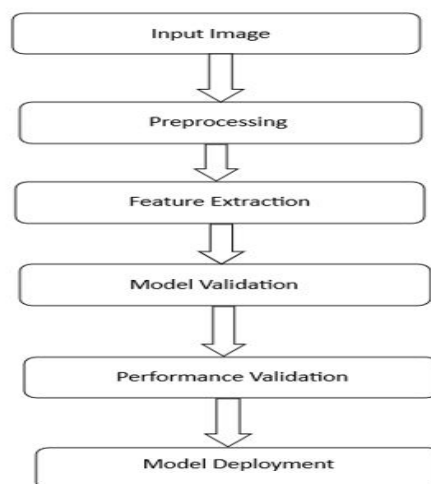 Input Image
Preprocessing
Feature Extraction
Model Validation
Performance Validation
Model Deployment